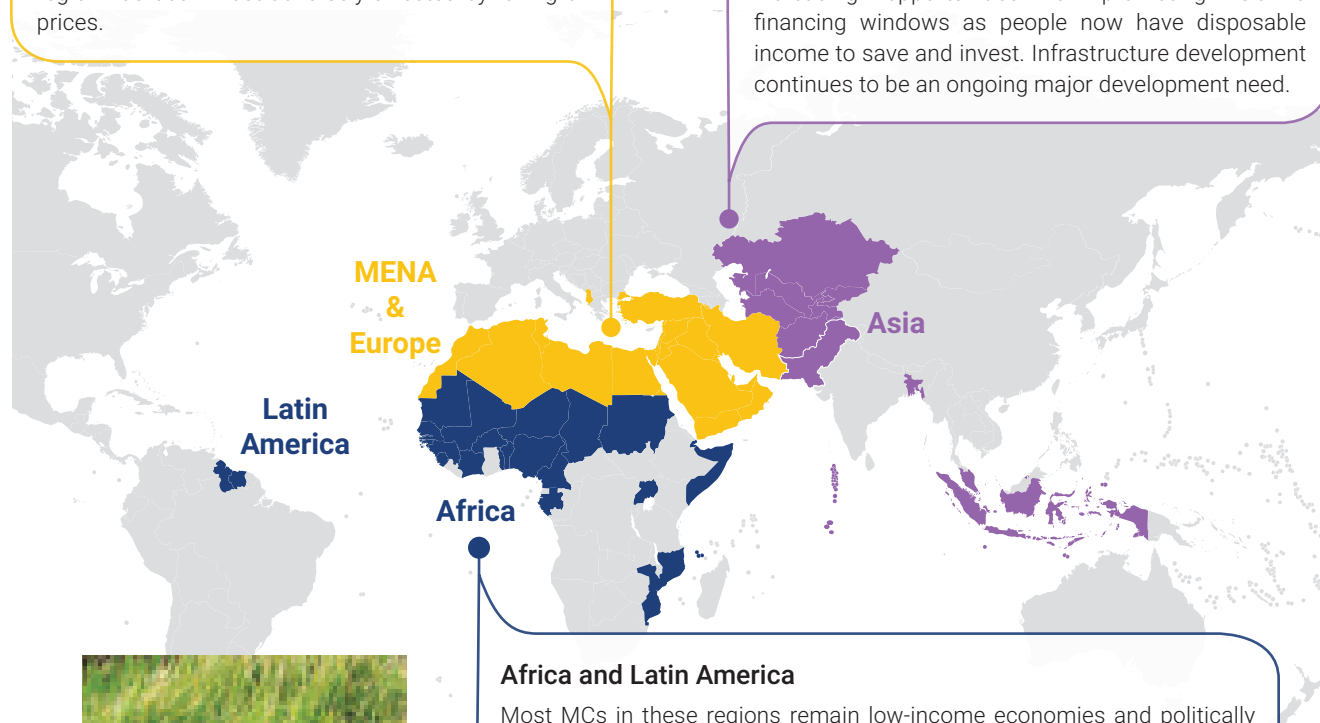 prices.
financing windows as people now have disposable
income to save and invest. Infrastructure development
continues to be an ongoing major development need.
MENA
&
Europe
Asia
Latin
America
Africa
Africa and Latin America
Most MCs in these regions remain low-income economies and politically